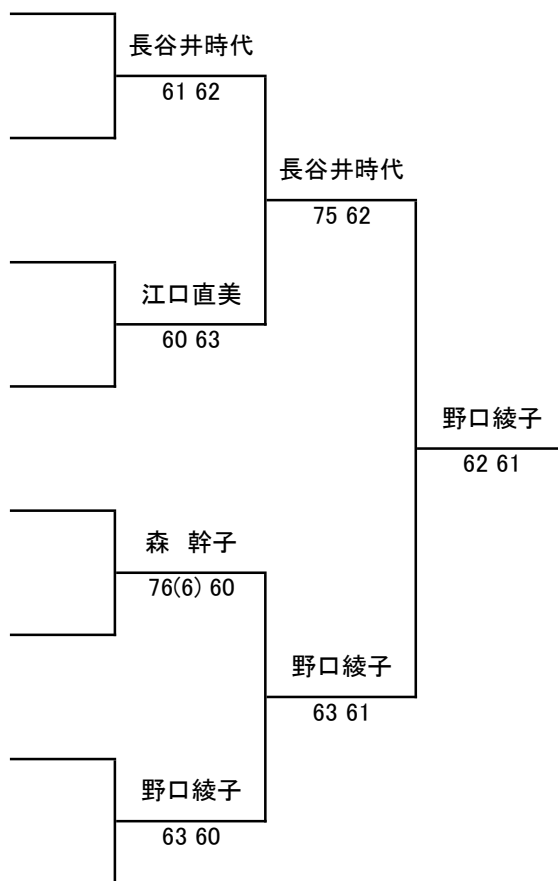 長谷井時代
61 62
長谷井時代
75 62
江口直美
60 63
野口綾子
62 61
森　幹子
76(6) 60
野口綾子
63 61
野口綾子
63 60